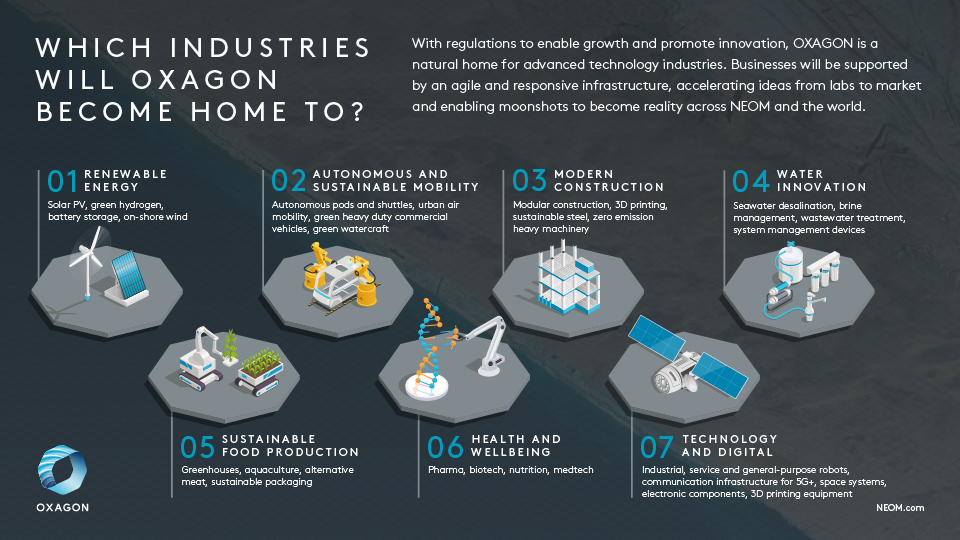 WHICH INDUSTRIES
WILL OXAGON
BECOME HOME TO?
With regulations to enable growth and promote innovation, OXAGON is a
natural home for advanced technology industries. Businesses will be supported
by an agile and responsive infrastructure, accelerating ideas from labs to market
and enabling moonshots to become reality across NEOM and the world.
01 RENEWABLE
ENERGY
Solar PV, green hydrogen,
battery storage, on-shore wind
02 AUTONOMOUS AND
SUSTAINABLE MOBILITY
Autonomous pods and shuttles, urban air
mobility, green heavy duty commercial
vehicles, green watercraft
03 MODERN
CONSTRUCTION
Modular construction, 3D printing,
sustainable steel, zero emission
heavy machinery
04 WATER
INNOVATION
Seawater desalination, brine
management, wastewater treatment,
system management devices
05 SUSTAINABLE
FOOD PRODUCTION
Greenhouses, aquaculture, alternative
meat, sustainable packaging
06 HEALTH AND
WELLBEING
Pharma, biotech, nutrition, medtech
07 TECHNOLOGY
AND DIGITAL
Industrial, service and general-purpose robots,
communication infrastructure for 5G+, space systems,
electronic components, 3D printing equipment
OXAGON
NEOM.com